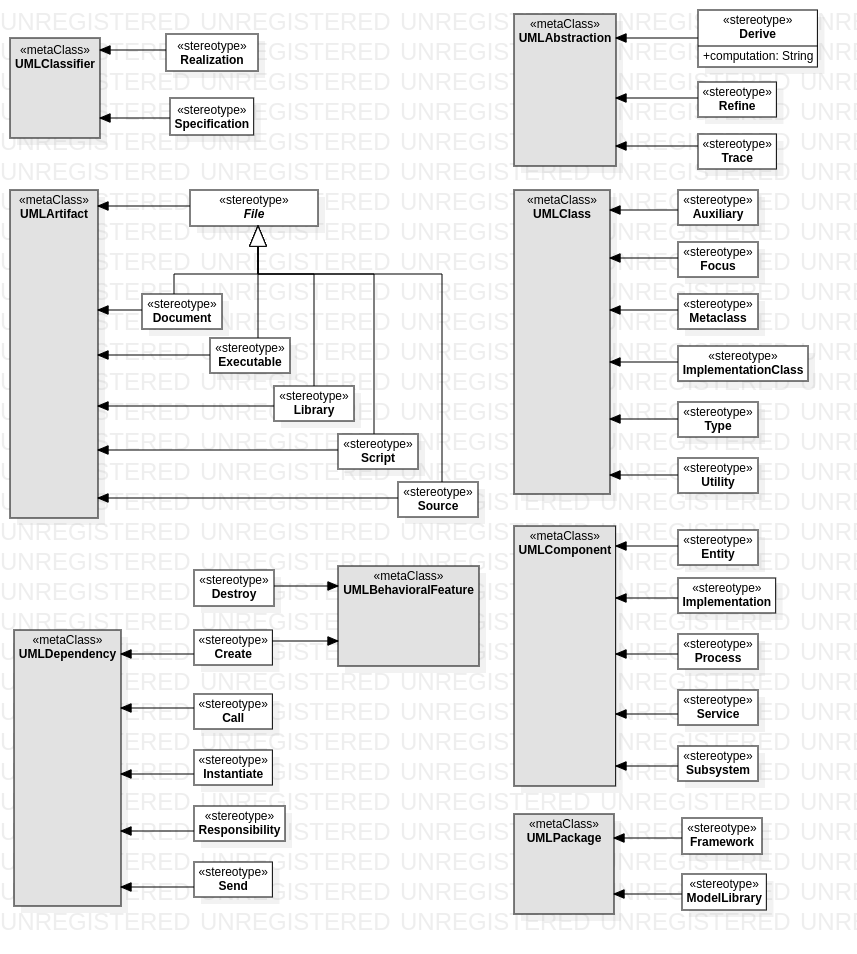 «metaClass»
UMLClassifier
«stereotype»
Realization
«stereotype»
Specification
«metaClass»
UMLAbstraction
«stereotype»
Derive
+computation: String
«stereotype»
Refine
«stereotype»
Trace
«metaClass»
UMLArtifact
«stereotype»
File
«stereotype»
Document
«stereotype»
Executable
«stereotype»
Library
«stereotype»
Script
«stereotype»
Source
«metaClass»
UMLClass
«stereotype»
Auxiliary
«stereotype»
Focus
«stereotype»
Metaclass
«stereotype»
ImplementationClass
«stereotype»
Type
«stereotype»
Utility
«stereotype»
Destroy
«metaClass»
UMLBehavioralFeature
«metaClass»
UMLDependency
«stereotype»
Create
«stereotype»
Call
«stereotype»
Instantiate
«stereotype»
Responsibility
«stereotype»
Send
«metaClass»
UMLComponent
«stereotype»
Entity
«stereotype»
Implementation
«stereotype»
Process
«stereotype»
Service
«stereotype»
Subsystem
«metaClass»
UMLPackage
«stereotype»
Framework
«stereotype»
ModelLibrary
UNREGISTERED